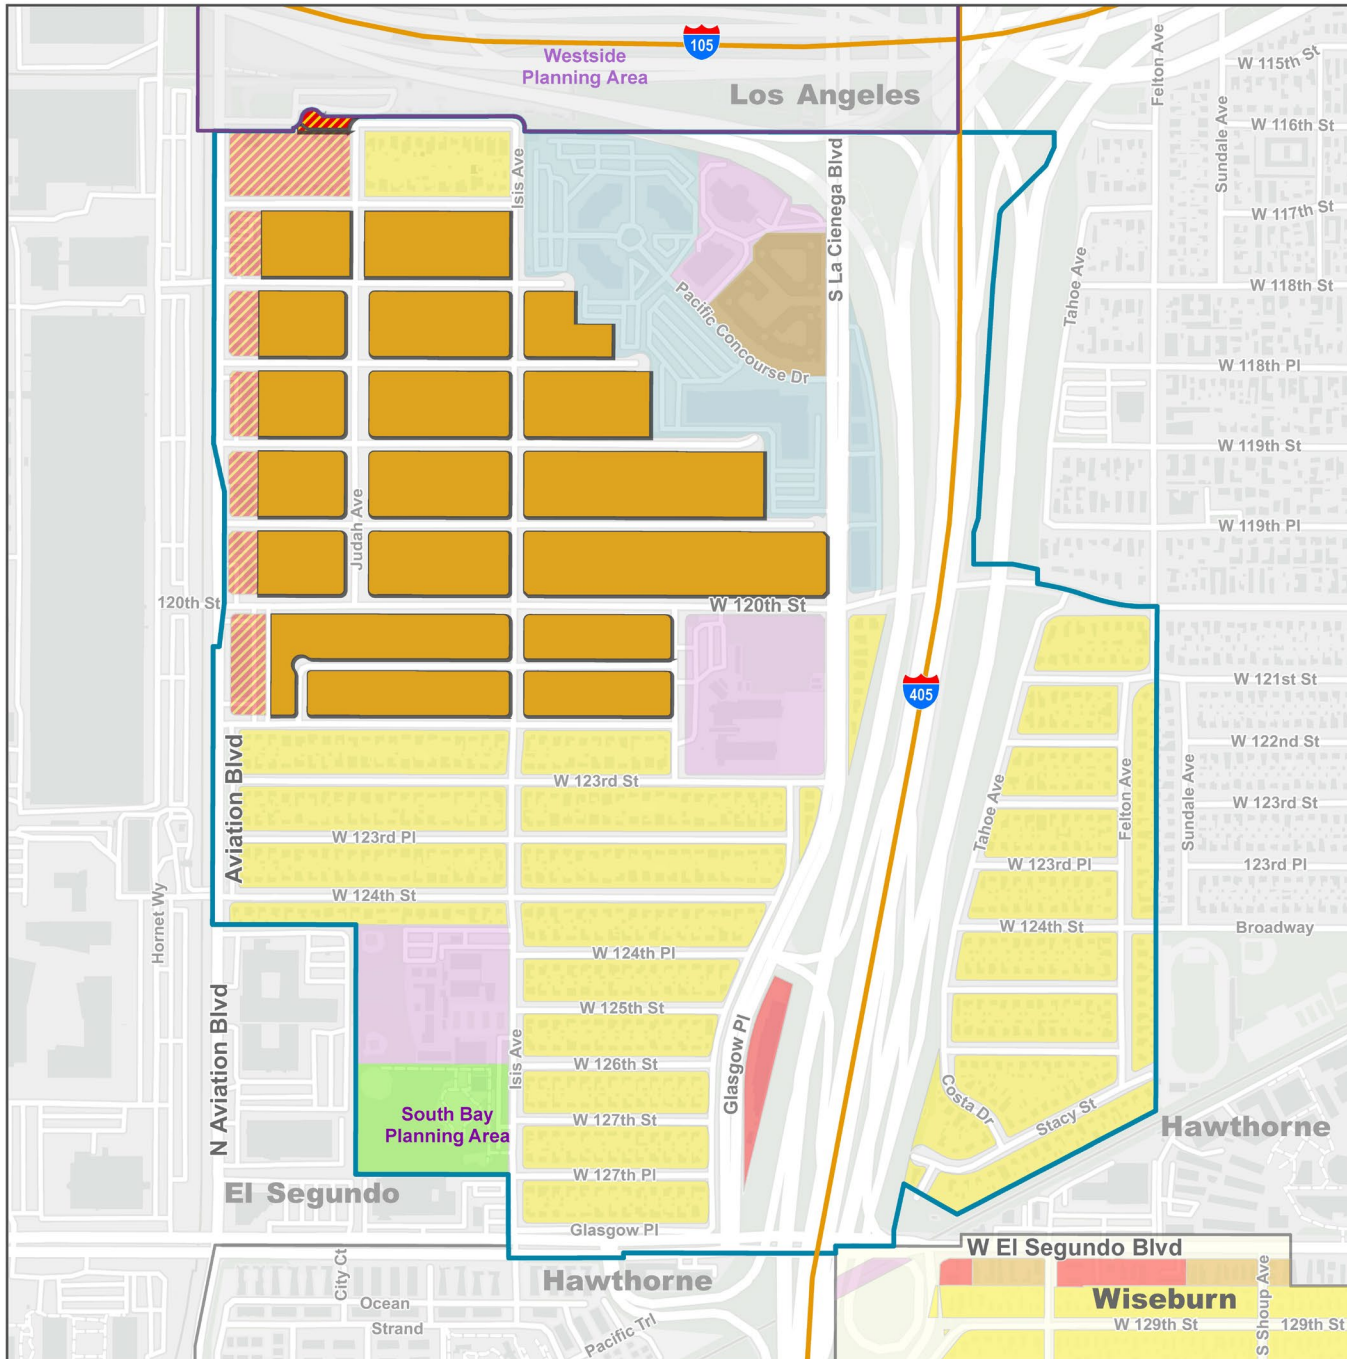 105
Westside
Planning Area
Los Angeles
Felton Ave
W 115th St
Sundale Ave
W 116th St
Isis Ave
S La Cienega Blvd
W 117th St
Tahoe Ave
W 118th St
Pacific Concourse Dr
W 118th Pl
W 119th St
Judah Ave
W 119th Pl
120th St
W 120th St
W 121st St
405
W 122nd St
Aviation Blvd
W 123rd St
Tahoe Ave
Felton Ave
Sundale Ave
W 123rd St
W 123rd Pl
W 123rd Pl
123rd Pl
W 124th St
Hornet Wy
W 124th St
Broadway
W 124th Pl
N Aviation Blvd
W 125th St
Isis Ave
Glasgow Pl
W 126th St
Costa Dr
Stacy St
South Bay
Planning Area
W 127th St
Hawthorne
W 127th Pl
El Segundo
Glasgow Pl
W El Segundo Blvd
City Ct
Hawthorne
Ocean
Strand
Pacific Trl
Wiseburn
S Shoup Ave
W 129th St
129th St